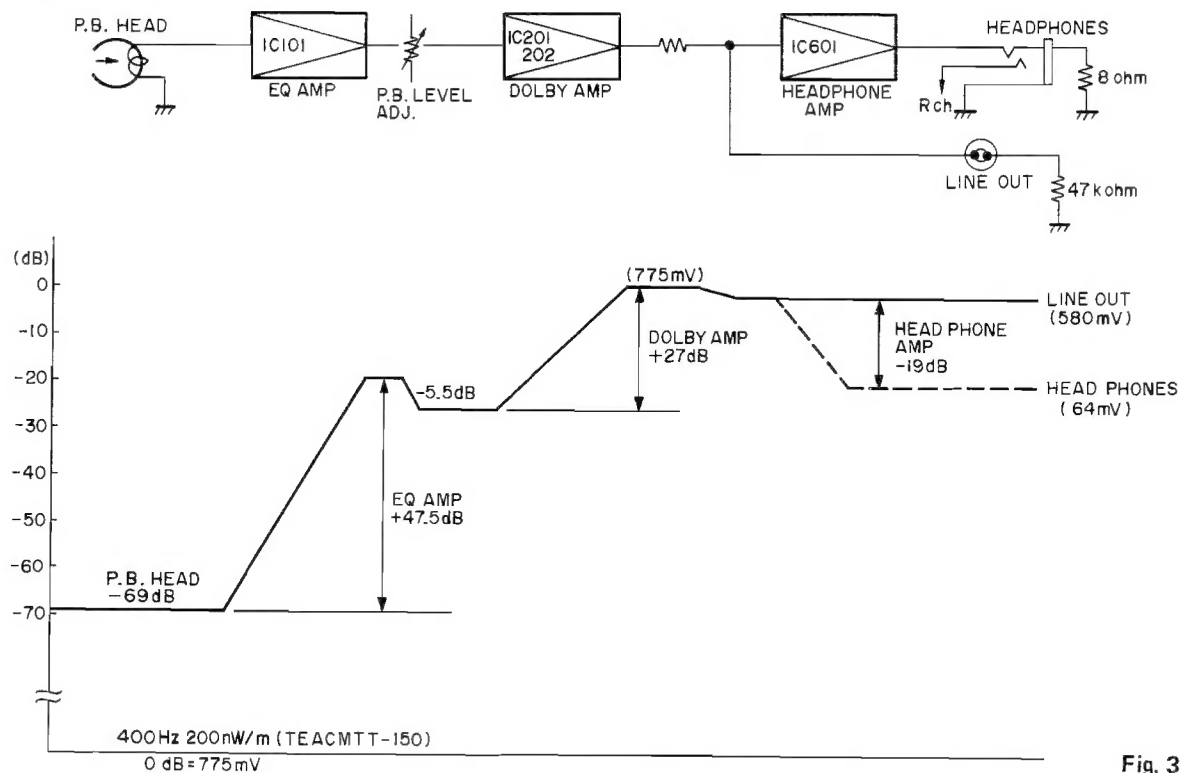 P.B. HEAD
IC101
EQ AMP
P.B. LEVEL
ADJ.
IC201
202
DOLBY AMP
IC601
HEADPHONE
AMP
HEADPHONES
8 ohm
Rch
LINE OUT
47k ohm
(dB)
0
-10
-20
-30
-40
-50
-60
-70
P.B. HEAD
-69dB
EQ AMP
+47.5dB
-5.5dB
(775mV)
DOLBY AMP
+27dB
HEAD PHONE
AMP
-19dB
LINE OUT
(580mV)
HEAD PHONES
(64mV)
400Hz 200nW/m (TEACMTT-150)
0 dB=775mV
Fig. 3